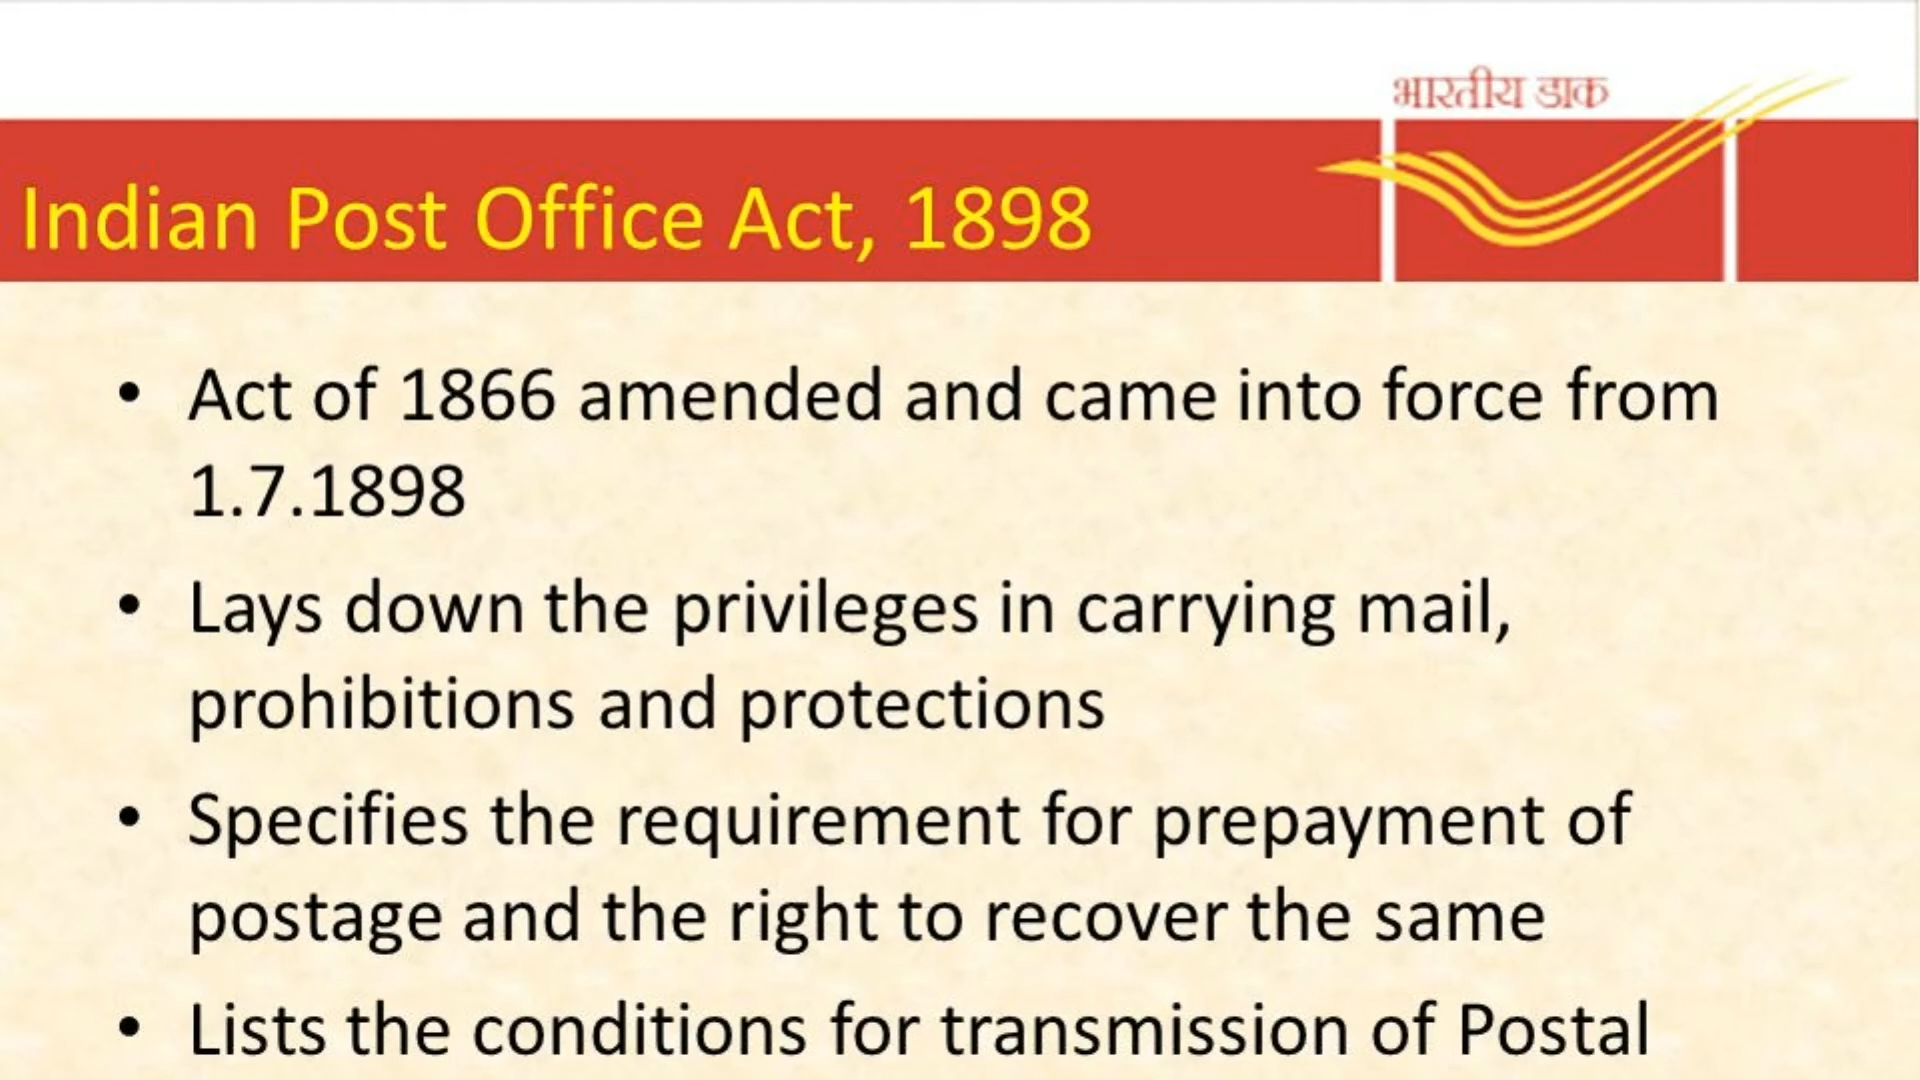 भारतीय डाक
Indian Post Office Act, 1898
• Act of 1866 amended and came into force from
1.7.1898
• Lays down the privileges in carrying mail,
prohibitions and protections
• Specifies the requirement for prepayment of
postage and the right to recover the same
• Lists the conditions for transmission of Postal